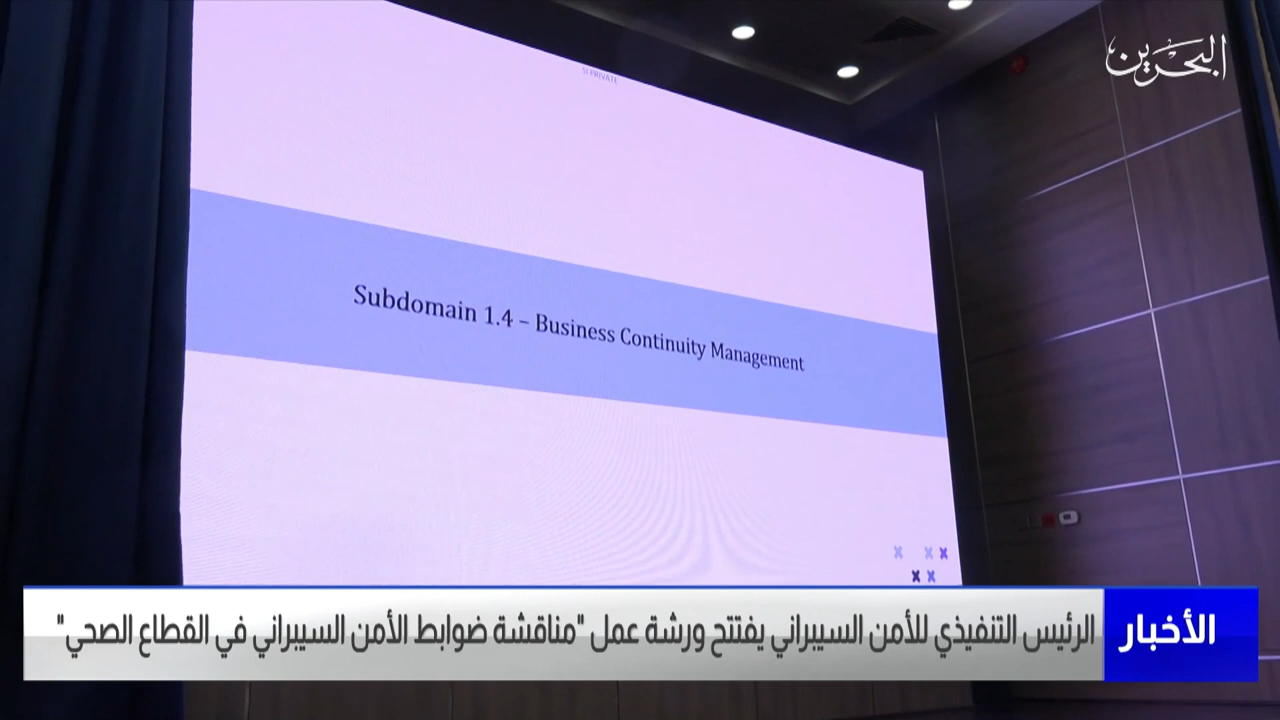 البحرين
S| PRIVATE
Subdomain 1.4 – Business Continuity Management
الأخبار
الرئيس التنفيذي للأمن السيبراني يفتتح ورشة عمل "مناقشة ضوابط الأمن السيبراني في القطاع الصحي"